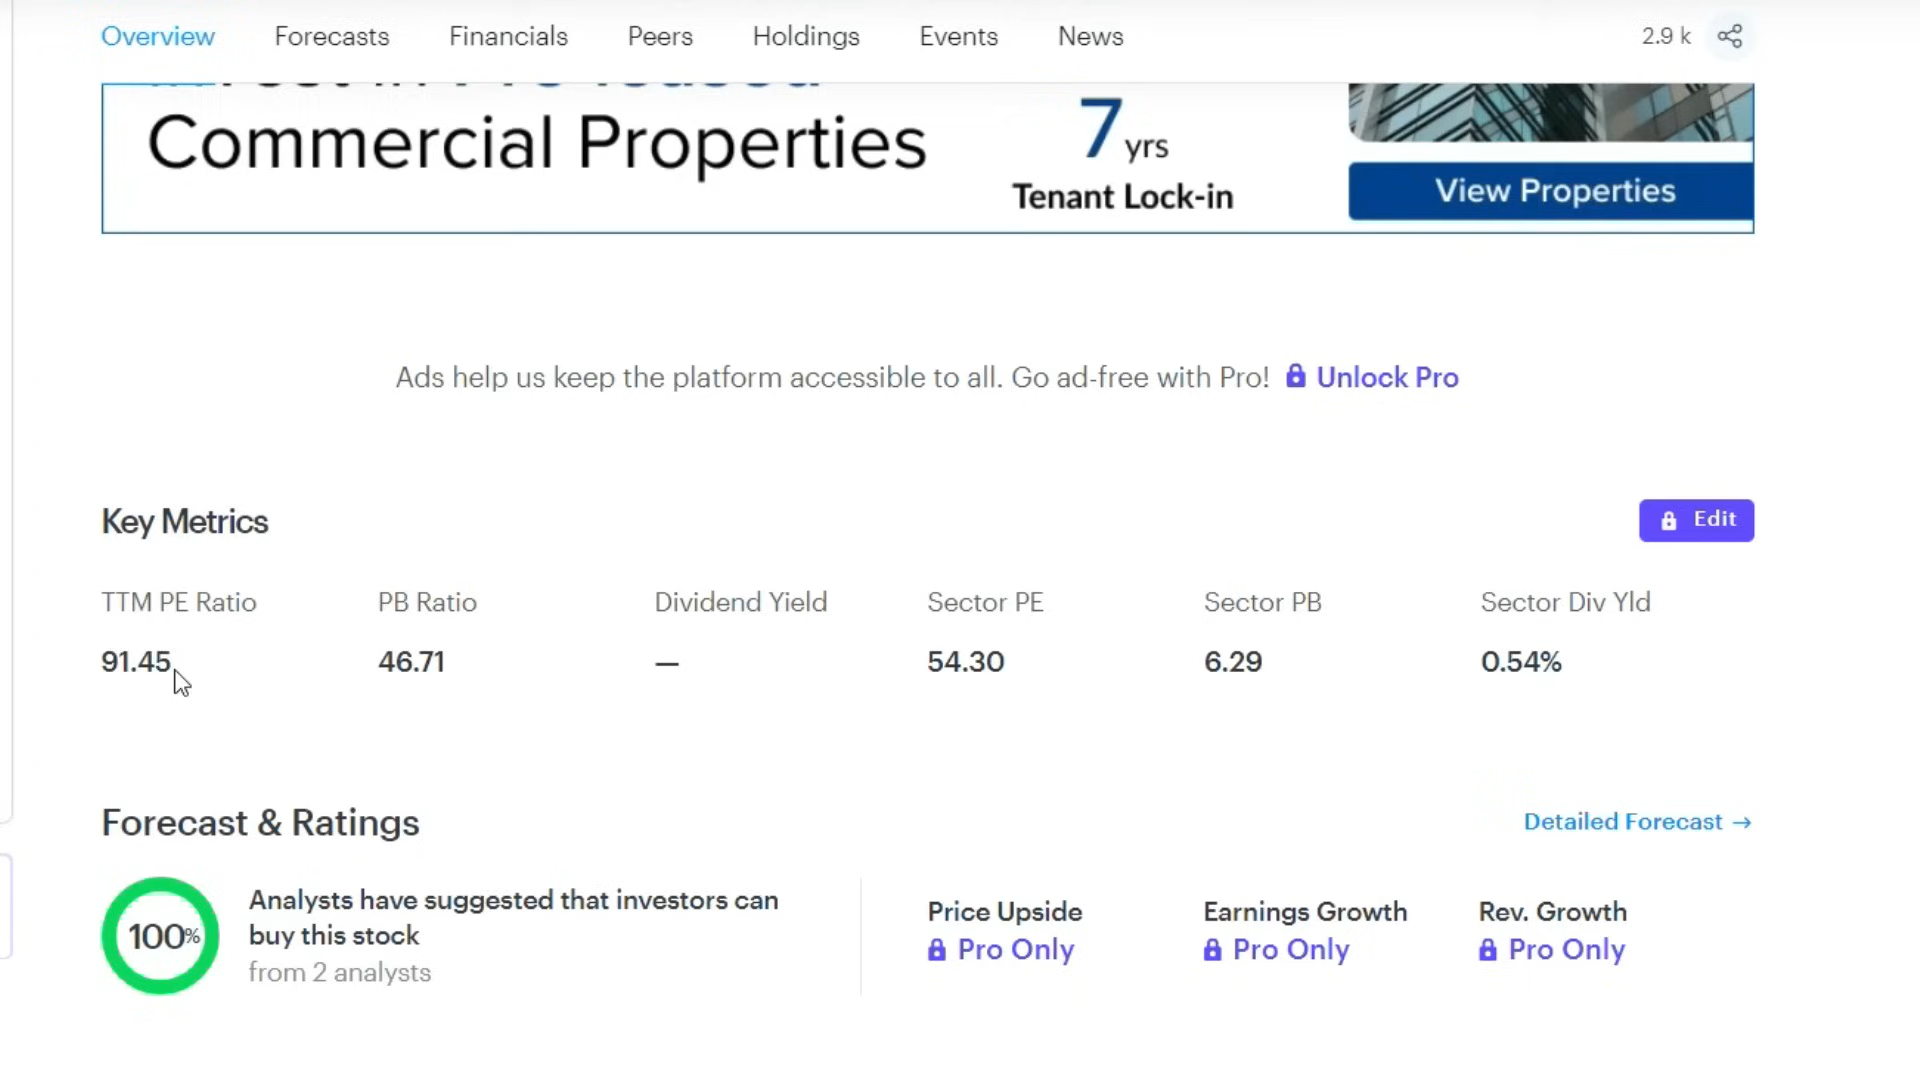 Overview Forecasts Financials Peers Holdings Events News 2.9 k
Commercial Properties
7 yrs
Tenant Lock-in
View Properties
Ads help us keep the platform accessible to all. Go ad-free with Pro! Unlock Pro
Key Metrics
Edit
TTM PE Ratio PB Ratio Dividend Yield Sector PE Sector PB Sector Div Yld
91.45 46.71 — 54.30 6.29 0.54%
Forecast & Ratings
Detailed Forecast →
100%
Analysts have suggested that investors can
buy this stock
from 2 analysts
Price Upside Earnings Growth Rev. Growth
Pro Only Pro Only Pro Only